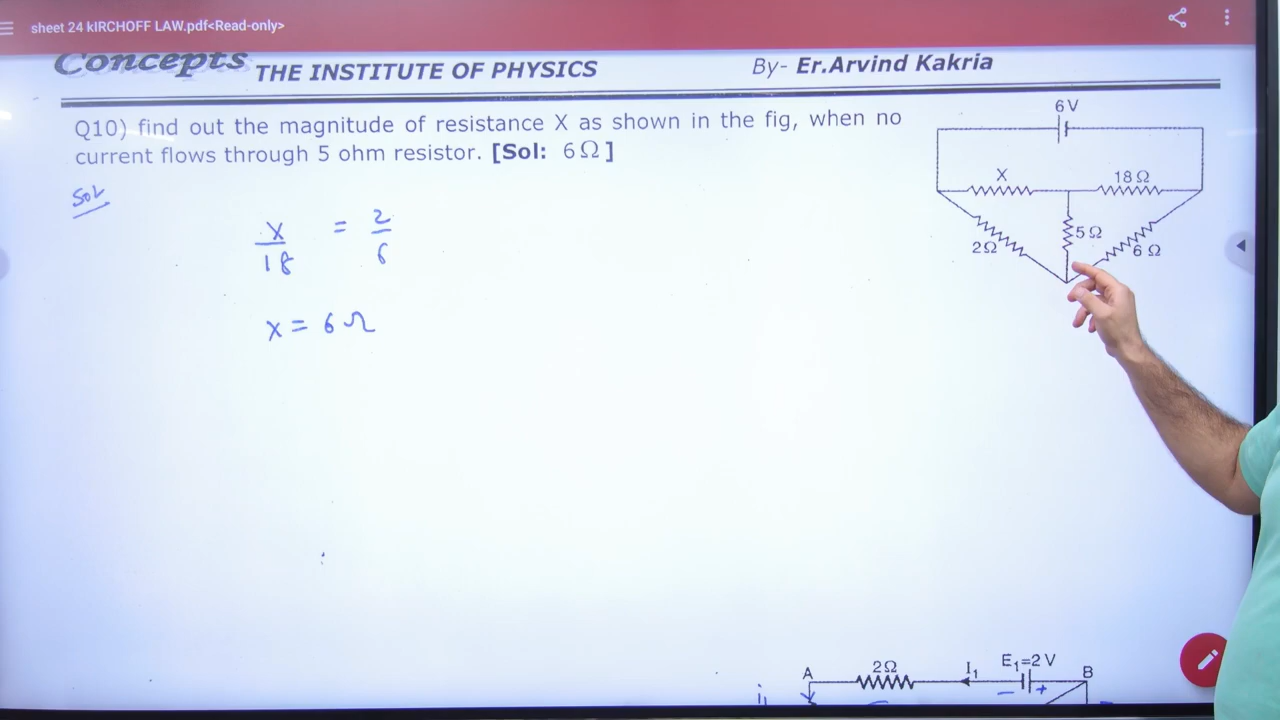 sheet 24 kIRCHOFF LAW.pdf<Read-only>
Concepts THE INSTITUTE OF PHYSICS By- Er.Arvind Kakria
Q10) find out the magnitude of resistance X as shown in the fig, when no
current flows through 5 ohm resistor. [Sol: 6Ω]
6V
X
18Ω
2Ω
5Ω
6Ω
Sol
x/18 = 2/6
x = 6Ω
A
2Ω
I₁
E₁=2V
B
i₁
− +